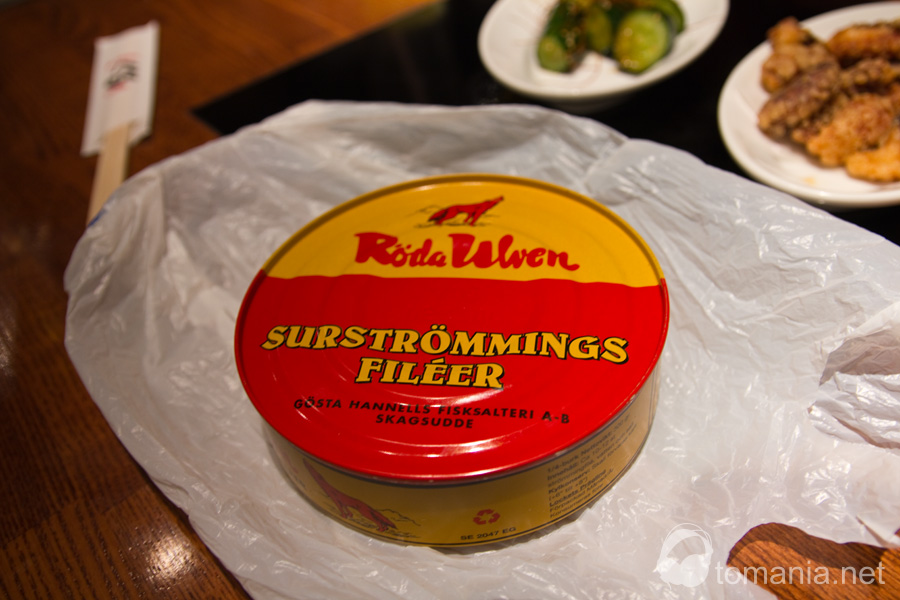 Röda Ulven
SURSTRÖMMINGS
FILÉER
GÖSTA HANNELLS FISKSALTERI A-B
SKAGSUDDE
SE 2047 EG
tomania.net